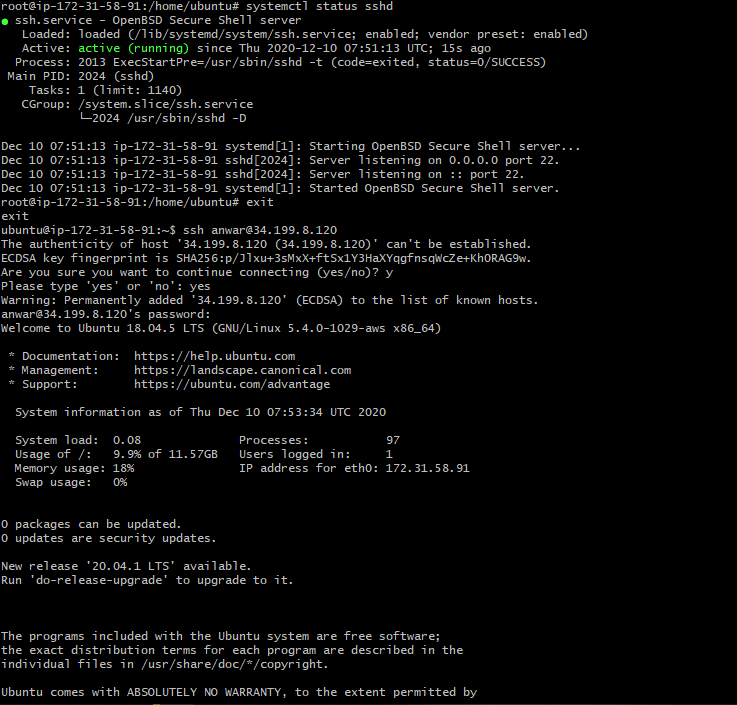 root@ip-172-31-58-91:/home/ubuntu# systemctl status sshd
● ssh.service - OpenBSD Secure Shell server
   Loaded: loaded (/lib/systemd/system/ssh.service; enabled; vendor preset: enabled)
   Active: active (running) since Thu 2020-12-10 07:51:13 UTC; 15s ago
  Process: 2013 ExecStartPre=/usr/sbin/sshd -t (code=exited, status=0/SUCCESS)
 Main PID: 2024 (sshd)
    Tasks: 1 (limit: 1140)
   CGroup: /system.slice/ssh.service
           └─2024 /usr/sbin/sshd -D

Dec 10 07:51:13 ip-172-31-58-91 systemd[1]: Starting OpenBSD Secure Shell server...
Dec 10 07:51:13 ip-172-31-58-91 sshd[2024]: Server listening on 0.0.0.0 port 22.
Dec 10 07:51:13 ip-172-31-58-91 sshd[2024]: Server listening on :: port 22.
Dec 10 07:51:13 ip-172-31-58-91 systemd[1]: Started OpenBSD Secure Shell server.
root@ip-172-31-58-91:/home/ubuntu# exit
exit
ubuntu@ip-172-31-58-91:~$ ssh anwar@34.199.8.120
The authenticity of host '34.199.8.120 (34.199.8.120)' can't be established.
ECDSA key fingerprint is SHA256:p/Jlxu+3sMxX+ftSx1Y3HaXYqgfnsqWcZe+KhORAG9w.
Are you sure you want to continue connecting (yes/no)? y
Please type 'yes' or 'no': yes
Warning: Permanently added '34.199.8.120' (ECDSA) to the list of known hosts.
anwar@34.199.8.120's password:
Welcome to Ubuntu 18.04.5 LTS (GNU/Linux 5.4.0-1029-aws x86_64)

 * Documentation:  https://help.ubuntu.com
 * Management:     https://landscape.canonical.com
 * Support:        https://ubuntu.com/advantage

  System information as of Thu Dec 10 07:53:34 UTC 2020

  System load:  0.08              Processes:           97
  Usage of /:   9.9% of 11.57GB   Users logged in:     1
  Memory usage: 18%               IP address for eth0: 172.31.58.91
  Swap usage:   0%


0 packages can be updated.
0 updates are security updates.

New release '20.04.1 LTS' available.
Run 'do-release-upgrade' to upgrade to it.



The programs included with the Ubuntu system are free software;
the exact distribution terms for each program are described in the
individual files in /usr/share/doc/*/copyright.

Ubuntu comes with ABSOLUTELY NO WARRANTY, to the extent permitted by